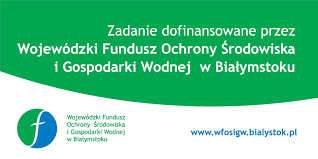 Zadanie dofinansowane przez
Wojewódzki Fundusz Ochrony Środowiska
i Gospodarki Wodnej w Białymstoku
Wojewódzki Fundusz
Ochrony Środowiska
i Gospodarki Wodnej
w Białymstoku
www.wfosigw.bialystok.pl